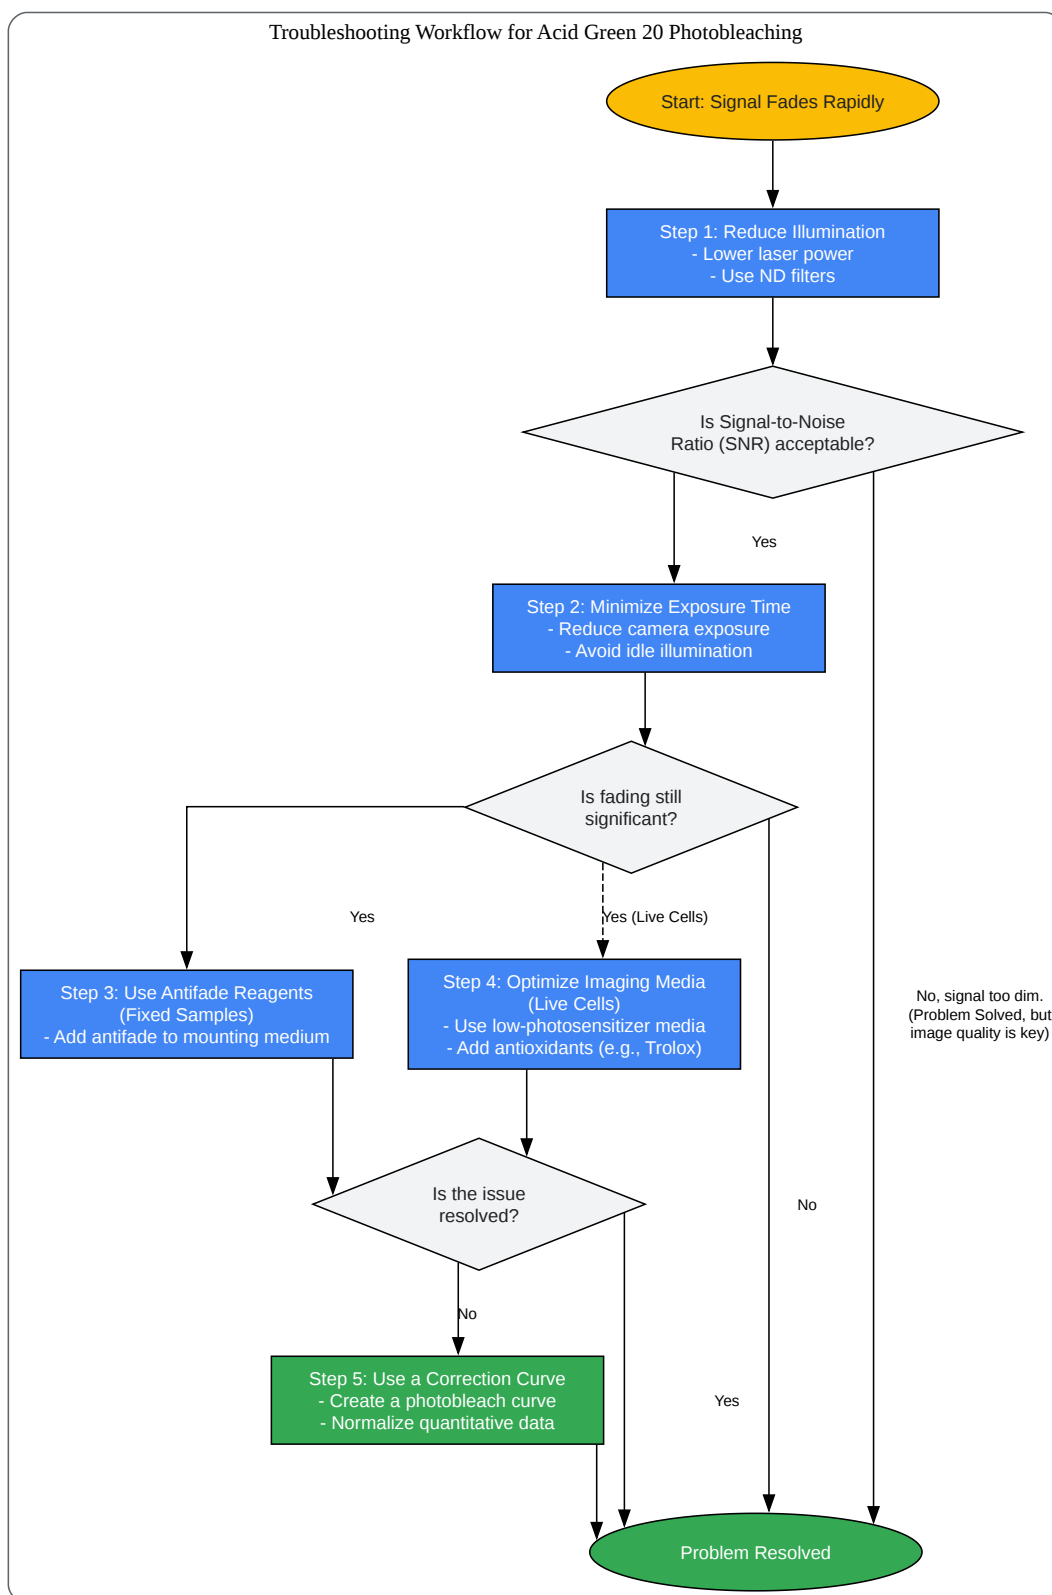 Troubleshooting Workflow for Acid Green 20 Photobleaching
Start: Signal Fades Rapidly
Step 1: Reduce Illumination
- Lower laser power
- Use ND filters
Is Signal-to-Noise
Ratio (SNR) acceptable?
Yes
Step 2: Minimize Exposure Time
- Reduce camera exposure
- Avoid idle illumination
Is fading still
significant?
Yes
Yes (Live Cells)
Step 3: Use Antifade Reagents
(Fixed Samples)
- Add antifade to mounting medium
Step 4: Optimize Imaging Media
(Live Cells)
- Use low-photosensitizer media
- Add antioxidants (e.g., Trolox)
No, signal too dim.
(Problem Solved, but
image quality is key)
Is the issue
resolved?
No
No
Step 5: Use a Correction Curve
- Create a photobleach curve
- Normalize quantitative data
Yes
Problem Resolved